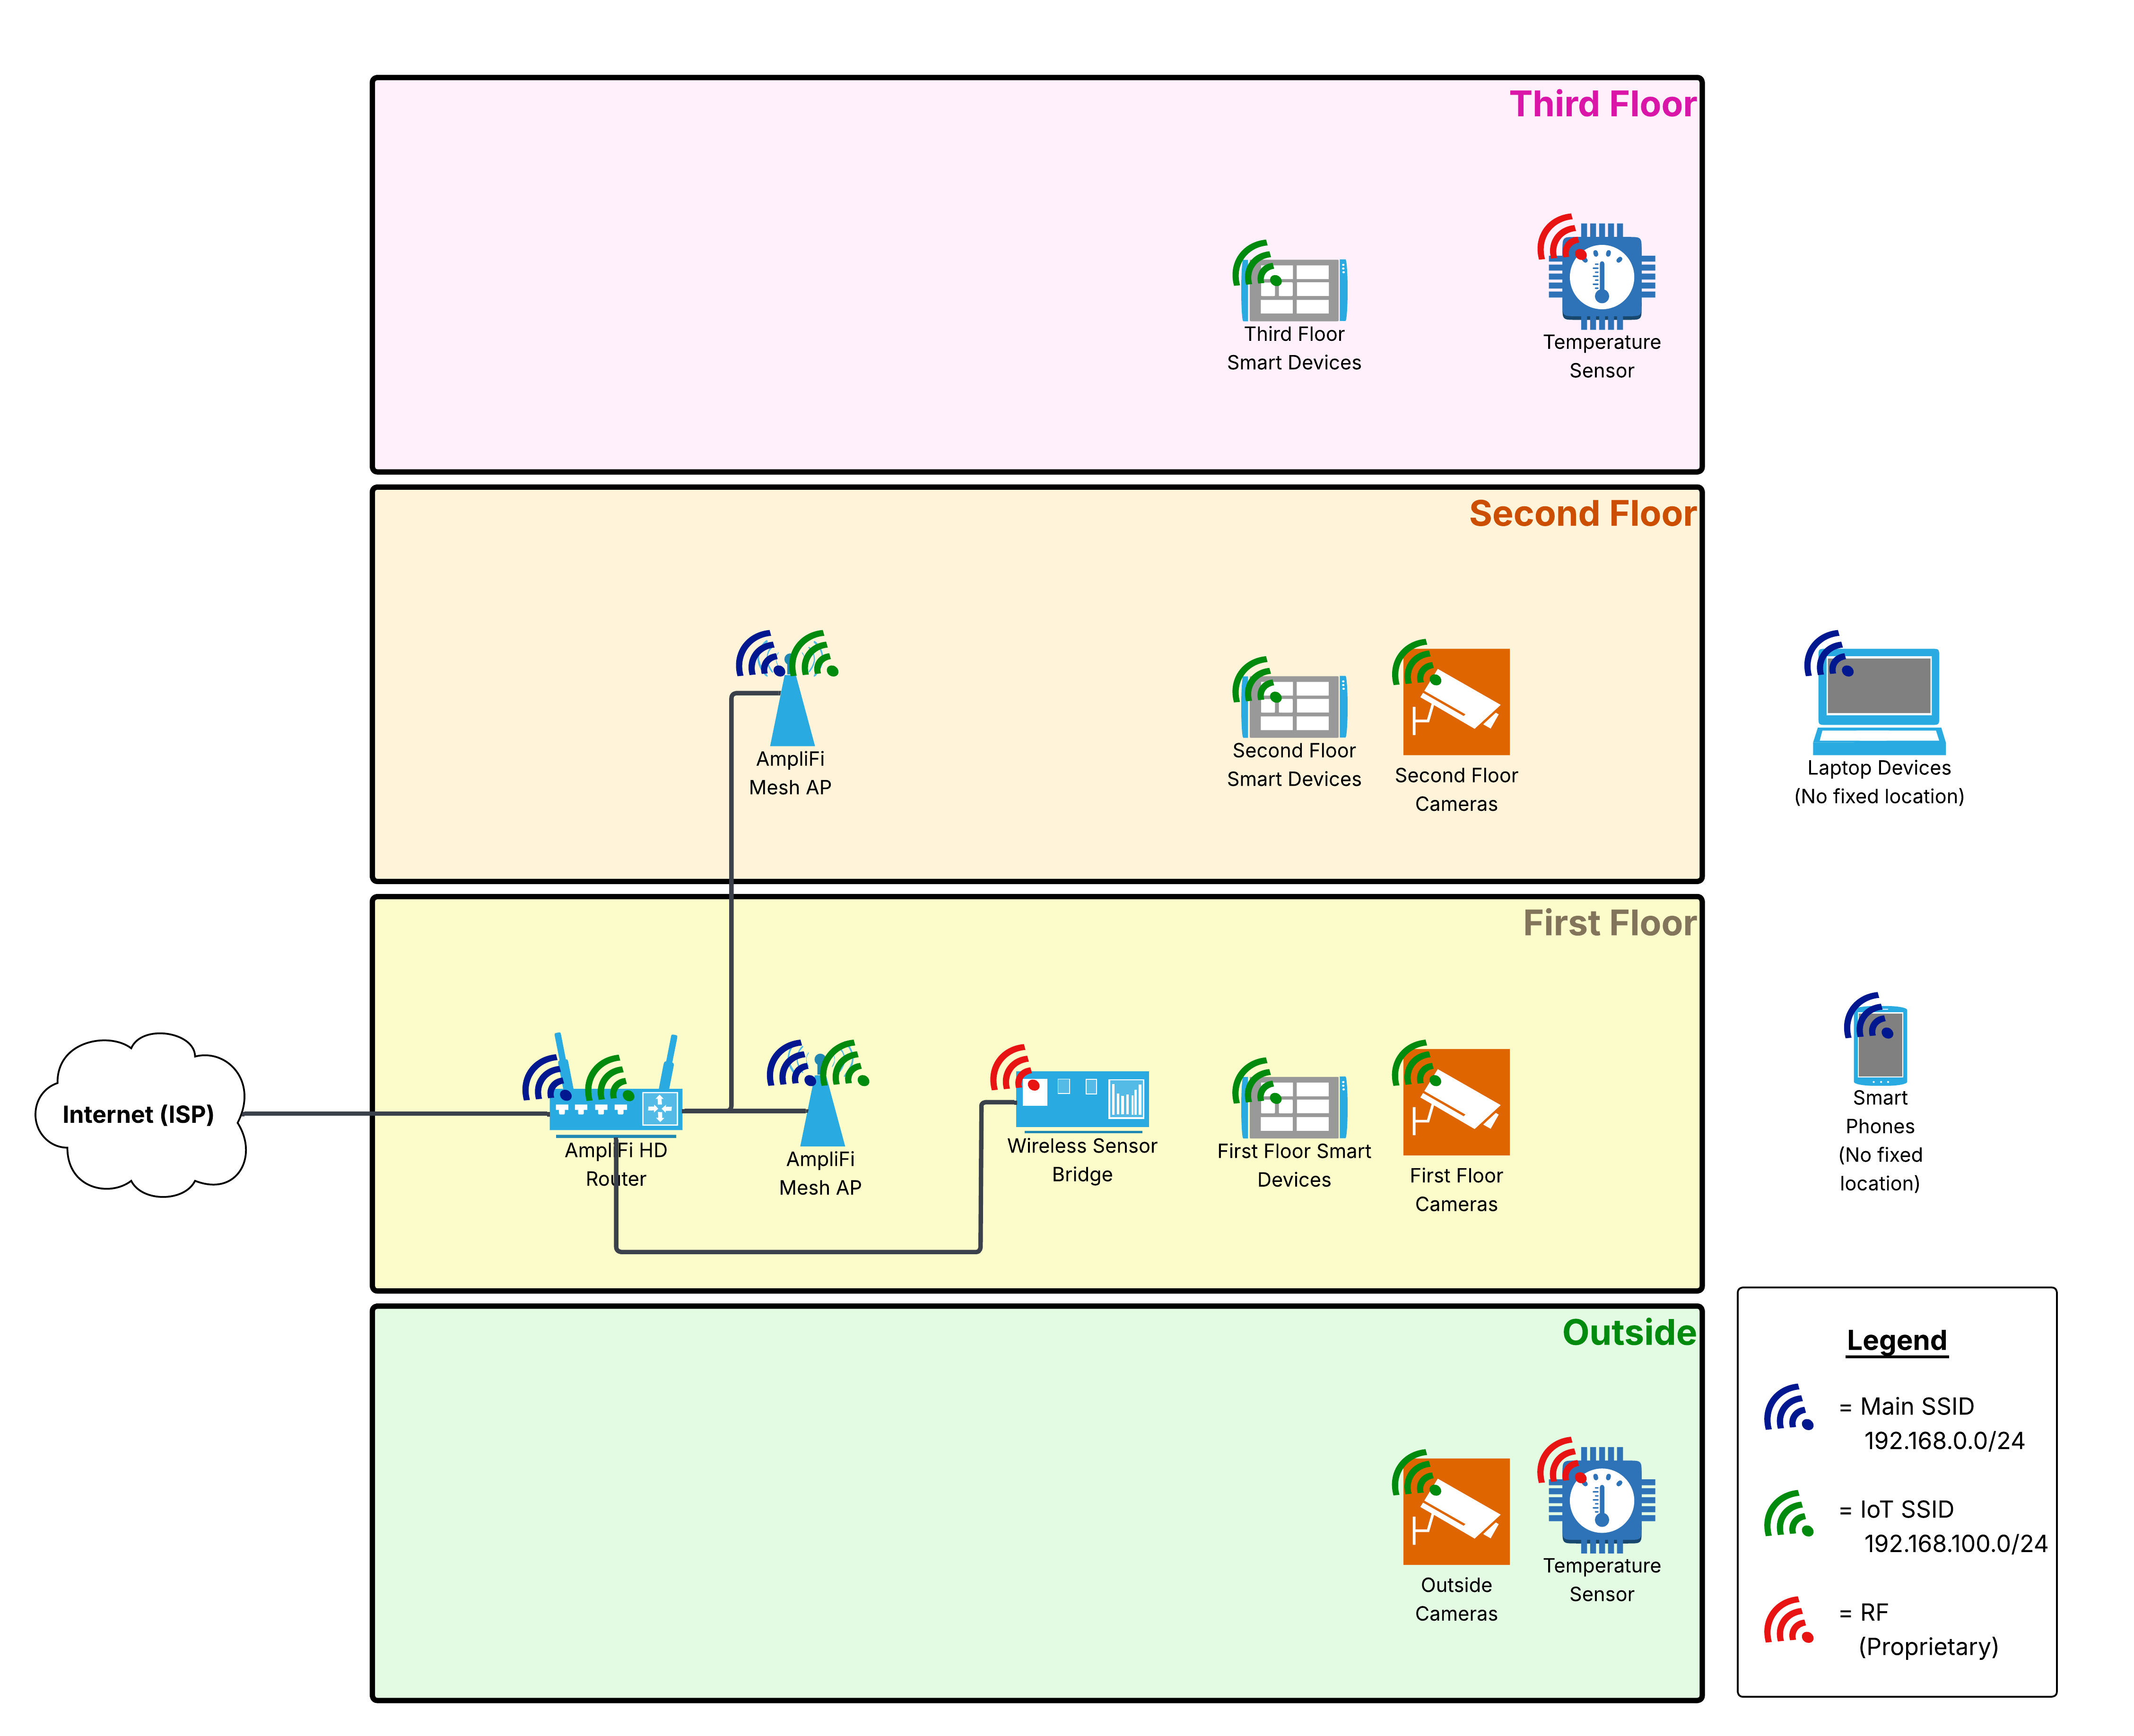 Third Floor
Third Floor
Smart Devices
Temperature
Sensor
Second Floor
AmpliFi
Mesh AP
Second Floor
Smart Devices
Second Floor
Cameras
Laptop Devices
(No fixed location)
First Floor
Internet (ISP)
AmpliFi HD
Router
AmpliFi
Mesh AP
Wireless Sensor
Bridge
First Floor Smart
Devices
First Floor
Cameras
Smart
Phones
(No fixed
location)
Outside
Outside
Cameras
Temperature
Sensor
Legend
= Main SSID
192.168.0.0/24
= IoT SSID
192.168.100.0/24
= RF
(Proprietary)